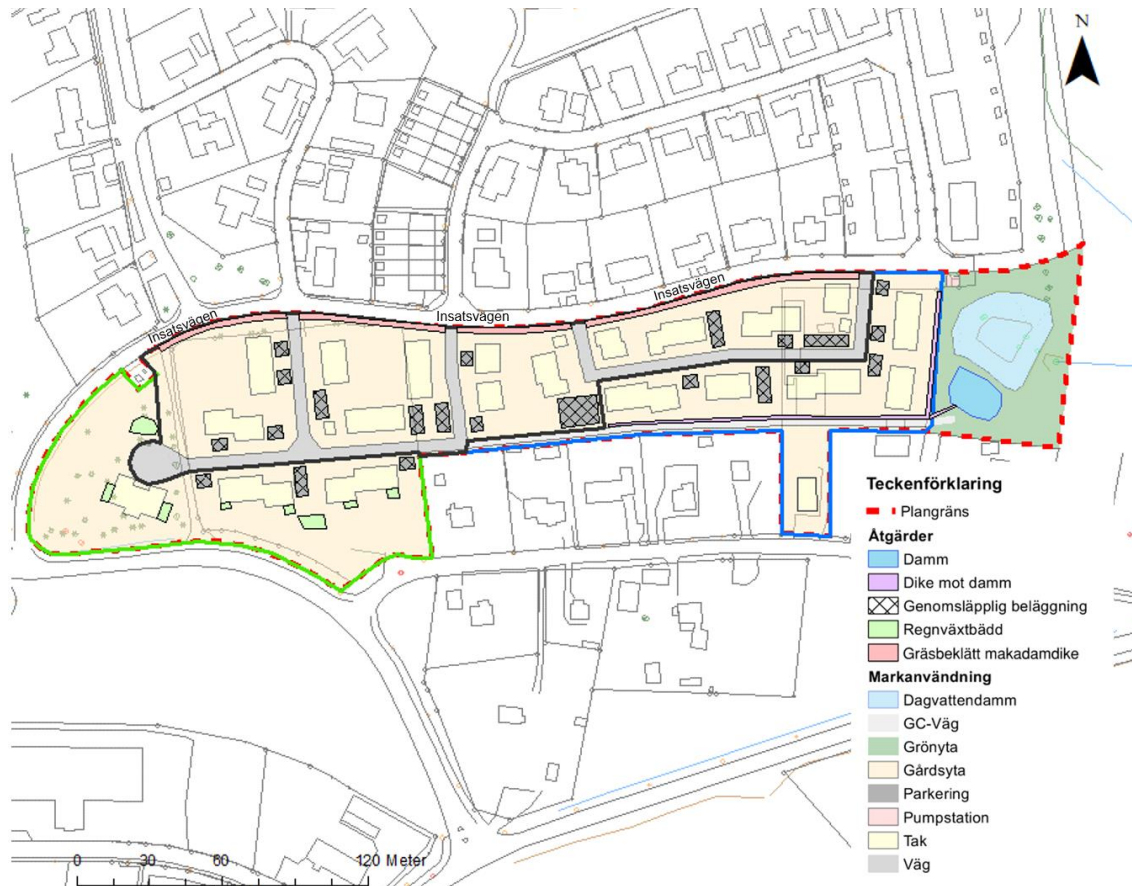 N
Insatsvägen
Insatsvägen
Insatsvägen
Teckenförklaring
Plangräns
Åtgärder
Damm
Dike mot damm
Genomsläpplig beläggning
Regnväxtbädd
Gräsbeklätt makadamdike
Markanvändning
Dagvattendamm
GC-Väg
Grönyta
Gårdsyta
Parkering
Pumpstation
Tak
Väg
0 30 60 120 Meter